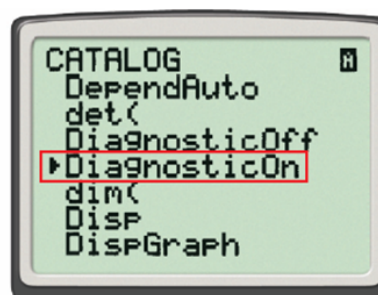 CATALOG A
DependAuto
det(
DiagnosticOff
▶DiagnosticOn
dim(
Disp
DispGraph